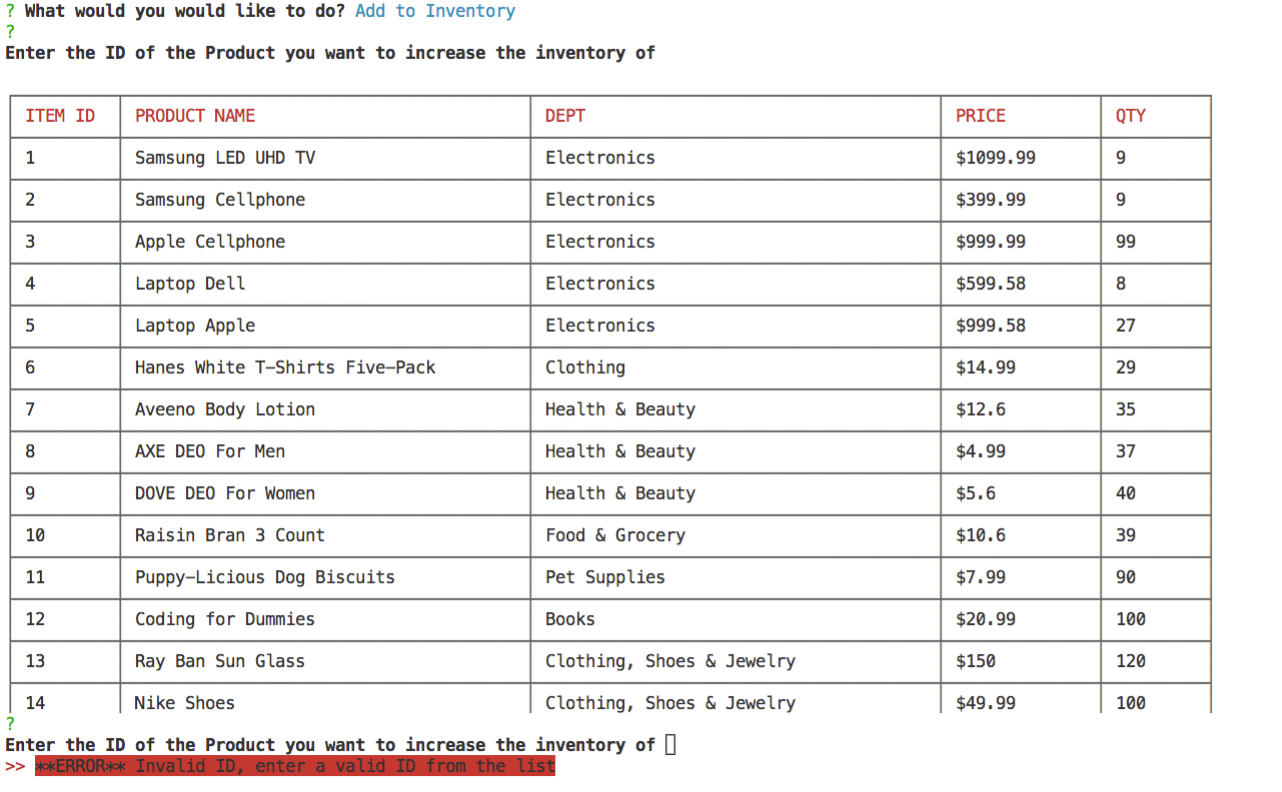 ? What would you would like to do? Add to Inventory
?
Enter the ID of the Product you want to increase the inventory of
ITEM ID PRODUCT NAME DEPT PRICE QTY
1 Samsung LED UHD TV Electronics $1099.99 9
2 Samsung Cellphone Electronics $399.99 9
3 Apple Cellphone Electronics $999.99 99
4 Laptop Dell Electronics $599.58 8
5 Laptop Apple Electronics $999.58 27
6 Hanes White T-Shirts Five-Pack Clothing $14.99 29
7 Aveeno Body Lotion Health & Beauty $12.6 35
8 AXE DEO For Men Health & Beauty $4.99 37
9 DOVE DEO For Women Health & Beauty $5.6 40
10 Raisin Bran 3 Count Food & Grocery $10.6 39
11 Puppy-Licious Dog Biscuits Pet Supplies $7.99 90
12 Coding for Dummies Books $20.99 100
13 Ray Ban Sun Glass Clothing, Shoes & Jewelry $150 120
14 Nike Shoes Clothing, Shoes & Jewelry $49.99 100
?
Enter the ID of the Product you want to increase the inventory of
>> **ERROR** Invalid ID, enter a valid ID from the list